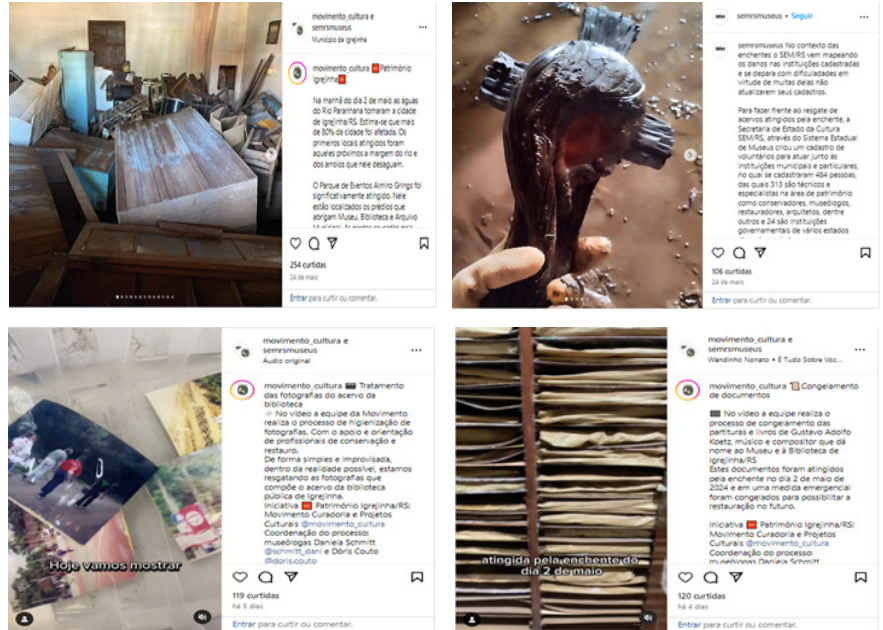 movimento_cultura e
semrsmuseus
Município de Igrejinha
movimento_cultura 🆘Patrimônio
Igrejinha🆘
Na manhã do dia 2 de maio as águas
do Rio Paranhana tomaram a cidade
de Igrejinha/RS. Estima-se que mais
de 80% da cidade foi afetada. Os
primeiros locais atingidos foram
aqueles próximos a margem do rio e
dos arroios que nele desaguam.
O Parque de Eventos Almiro Grings foi
significativamente atingido. Nele
estão localizados os prédios que
abrigam Museu, Biblioteca e Arquivo
254 curtidas
24 de maio
Entrar para curtir ou comentar.
semrsmuseus • Seguir
semrsmuseus No contexto das
enchentes o SEM/RS vem mapeando
os danos nas instituições cadastradas
e se depara com dificuldades em
virtude de muitas delas não
atualizarem seus cadastros.
Para fazer frente ao resgate de
acervos atingidos pela enchente, a
Secretaria de Estado da Cultura
SEM/RS, através do Sistema Estadual
de Museus criou um cadastro de
voluntários para atuar junto às
instituições municipais e particulares,
no qual se cadastraram 484 pessoas,
das quais 313 são técnicos e
especialistas na área de patrimônio
como conservadores, museólogos,
restauradores, arquitetos, dentre
outros e 24 são instituições
governamentais de vários estados
106 curtidas
24 de maio
Entrar para curtir ou comentar.
movimento_cultura e
semrsmuseus
Áudio original
movimento_cultura 📷 Tratamento
das fotografias do acervo da
biblioteca
No vídeo a equipe da Movimento
realiza o processo de higienização de
fotografias. Com o apoio e orientação
de profissionais de conservação e
restauro.
De forma simples e improvisada,
dentro da realidade possível, estamos
resgatando as fotografias que
compõe o acervo da biblioteca
pública de Igrejinha.
Iniciativa 🆘 Patrimônio Igrejinha/RS:
Movimento Curadoria e Projetos
Culturais @movimento_cultura
Coordenação do processo:
museólogas Daniela Schmitt
@schmitt_dani e Dóris Couto
@doris.couto
Hoje vamos mostrar
119 curtidas
há 5 dias
Entrar para curtir ou comentar.
movimento_cultura e
semrsmuseus
Wandinho Nonato • É Tudo Sobre Voc...
movimento_cultura 📜Congelamento
de documentos
No vídeo a equipe realiza o
processo de congelamento das
partituras e livros de Gustavo Adolfo
Koetz, músico e compositor que dá
nome ao Museu e à Biblioteca de
Igrejinha/RS
Estes documentos foram atingidos
pela enchente no dia 2 de maio de
2024 e em uma medida emergencial
foram congelados para possibilitar a
restauração no futuro.
Iniciativa 🆘 Patrimônio Igrejinha/RS:
Movimento Curadoria e Projetos
Culturais @movimento_cultura
Coordenação do processo:
museólogas Daniela Schmitt
atingida pela enchente do
dia 2 de maio
120 curtidas
há 4 dias
Entrar para curtir ou comentar.